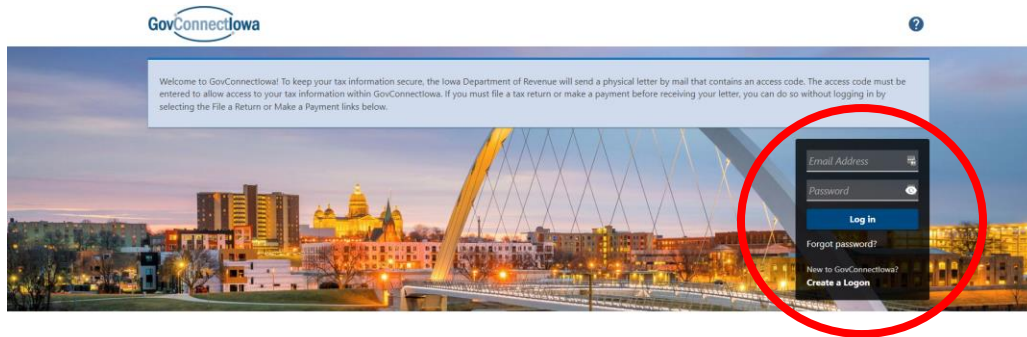 GovConnectIowa
?
Welcome to GovConnectIowa! To keep your tax information secure, the Iowa Department of Revenue will send a physical letter by mail that contains an access code. The access code must be
entered to allow access to your tax information within GovConnectIowa. If you must file a tax return or make a payment before receiving your letter, you can do so without logging in by
selecting the File a Return or Make a Payment links below.
Email Address
Password
Log in
Forgot password?
New to GovConnectIowa?
Create a Logon